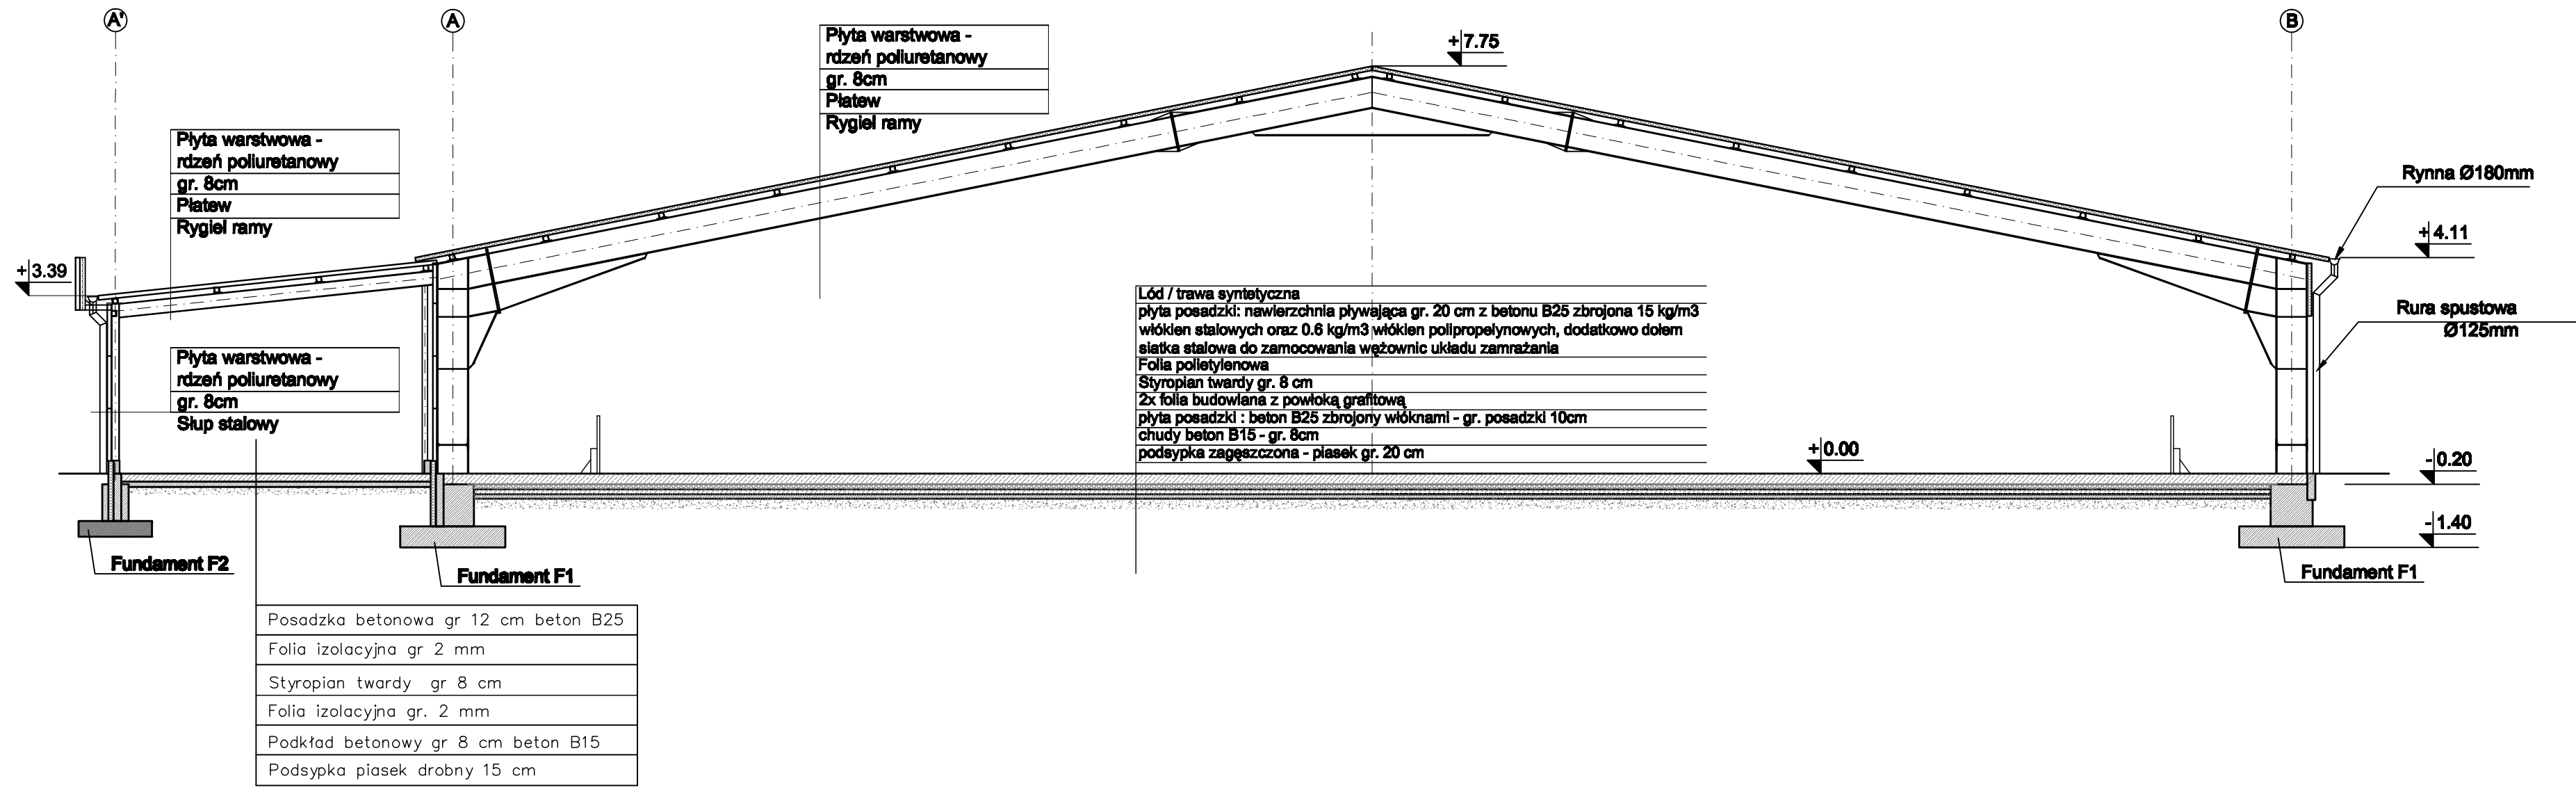 A'
A
B
Płyta warstwowa -
rdzeń poliuretanowy
gr. 8cm
Płatew
Rygiel ramy
+7.75
Płyta warstwowa -
rdzeń poliuretanowy
gr. 8cm
Płatew
Rygiel ramy
Rynna Ø180mm
+4.11
+3.39
Lód / trawa syntetyczna
płyta posadzki: nawierzchnia pływająca gr. 20 cm z betonu B25 zbrojona 15 kg/m3
włókien stalowych oraz 0.6 kg/m3 włókien polipropelynowych, dodatkowo dołem
siatka stalowa do zamocowania wężownic układu zamrażania
Folia polietylenowa
Styropian twardy gr. 8 cm
2x folia budowlana z powłoką grafitową
płyta posadzki : beton B25 zbrojony włóknami - gr. posadzki 10cm
chudy beton B15 - gr. 8cm
podsypka zagęszczona - piasek gr. 20 cm
Rura spustowa
Ø125mm
Płyta warstwowa -
rdzeń poliuretanowy
gr. 8cm
Słup stalowy
+0.00
-0.20
-1.40
Fundament F2
Fundament F1
Fundament F1
Posadzka betonowa gr 12 cm beton B25
Folia izolacyjna gr 2 mm
Styropian twardy gr 8 cm
Folia izolacyjna gr. 2 mm
Podkład betonowy gr 8 cm beton B15
Podsypka piasek drobny 15 cm